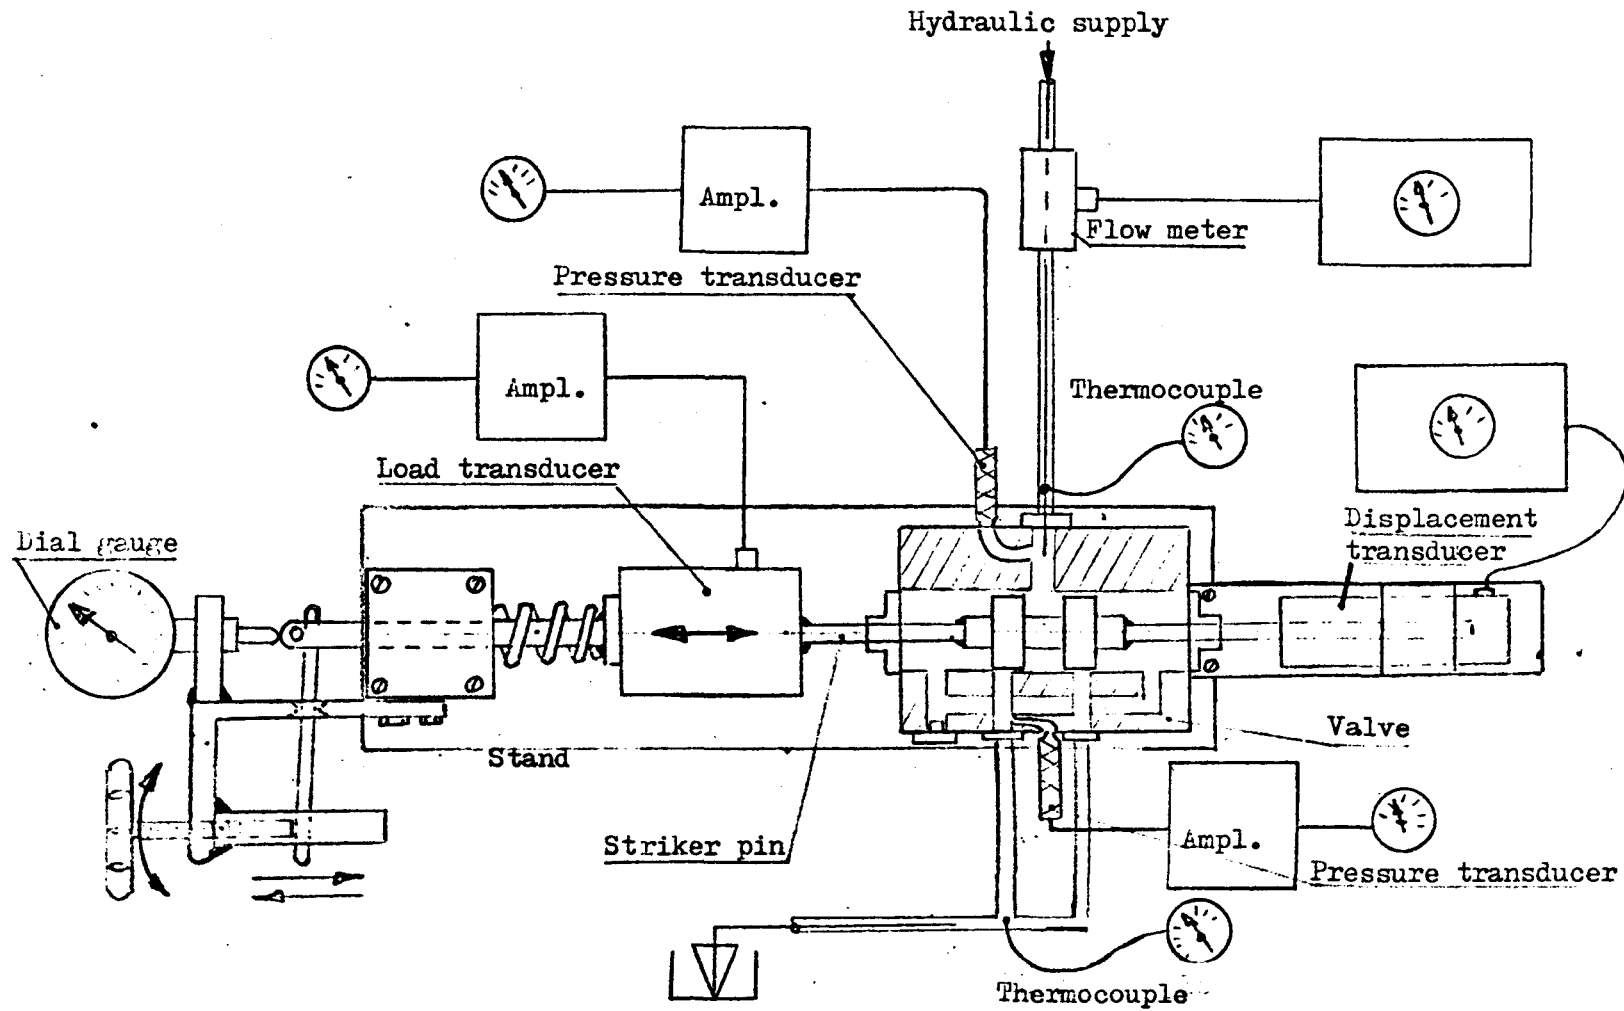 Hydraulic supply
Ampl.
Flow meter
Pressure transducer
Ampl.
Thermocouple
Load transducer
Displacement
transducer
Dial gauge
Valve
Stand
Striker pin
Ampl.
Pressure transducer
Thermocouple